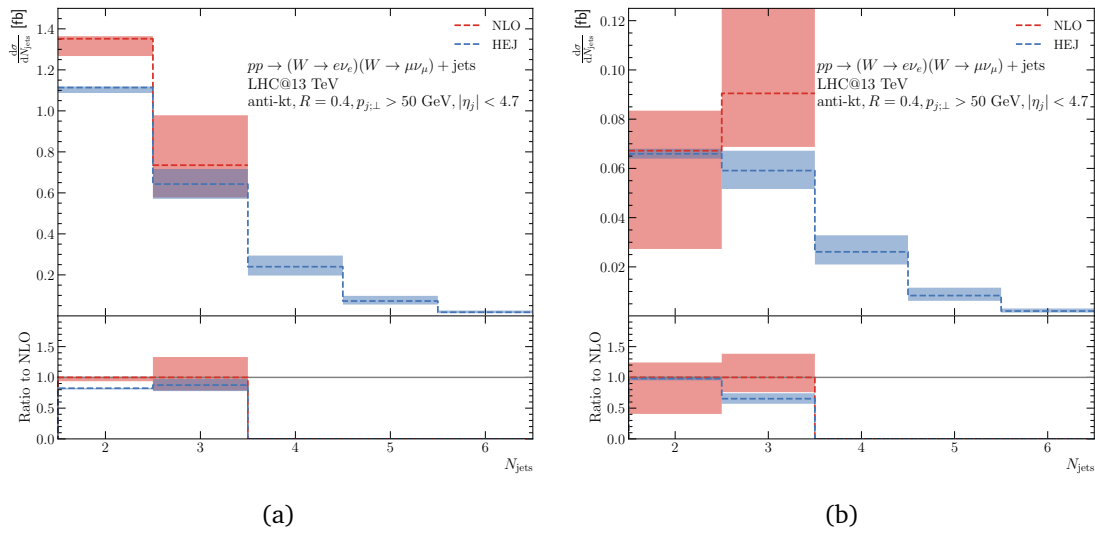 dσ/dN_jets [fb]
1.4
1.2
1.0
0.8
0.6
0.4
0.2
NLO
HEJ
pp → (W → eν_e)(W → μν_μ) + jets
LHC@13 TeV
anti-kt, R = 0.4, p_{j;⊥} > 50 GeV, |η_j| < 4.7
Ratio to NLO
1.5
1.0
0.5
0.0
2 3 4 5 6
N_jets
(a)
dσ/dN_jets [fb]
0.12
0.10
0.08
0.06
0.04
0.02
NLO
HEJ
pp → (W → eν_e)(W → μν_μ) + jets
LHC@13 TeV
anti-kt, R = 0.4, p_{j;⊥} > 50 GeV, |η_j| < 4.7
Ratio to NLO
1.5
1.0
0.5
0.0
2 3 4 5 6
N_jets
(b)